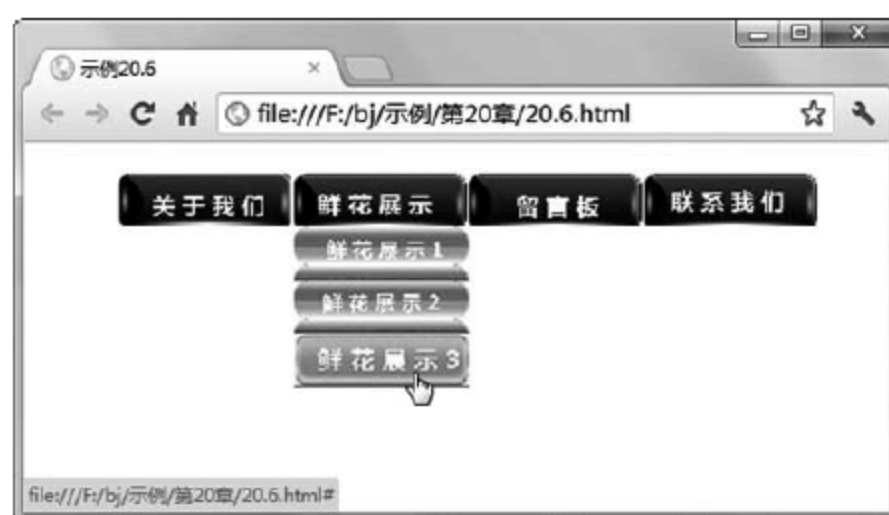 示例20.6
file:///F:/bj/示例/第20章/20.6.html
关于我们 鲜花展示 留言板 联系我们
鲜花展示1
鲜花展示2
鲜花展示3
file:///F:/bj/示例/第20章/20.6.html#